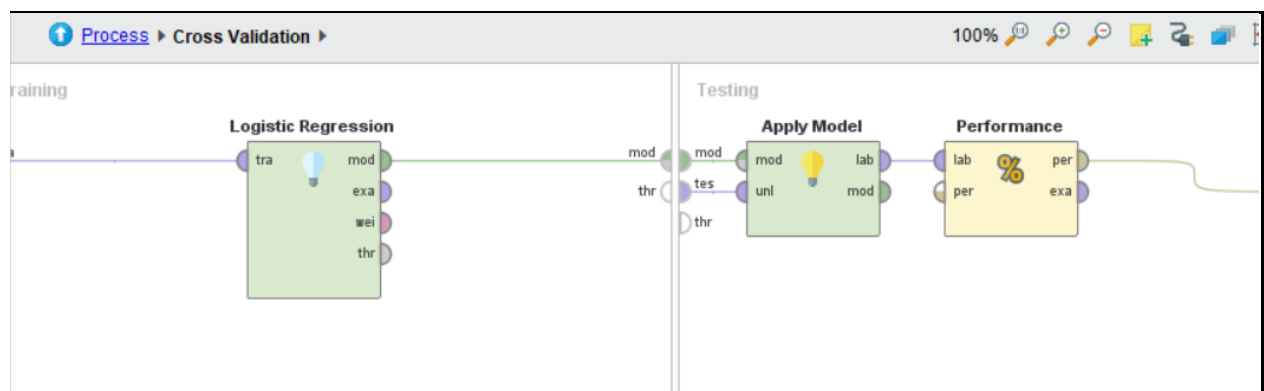 Process Cross Validation
100%
raining
Testing
Logistic Regression
Apply Model
Performance
tra mod
exa
wei
thr
mod
thr
mod
tes
thr
mod lab
unl mod
lab per
per exa
%